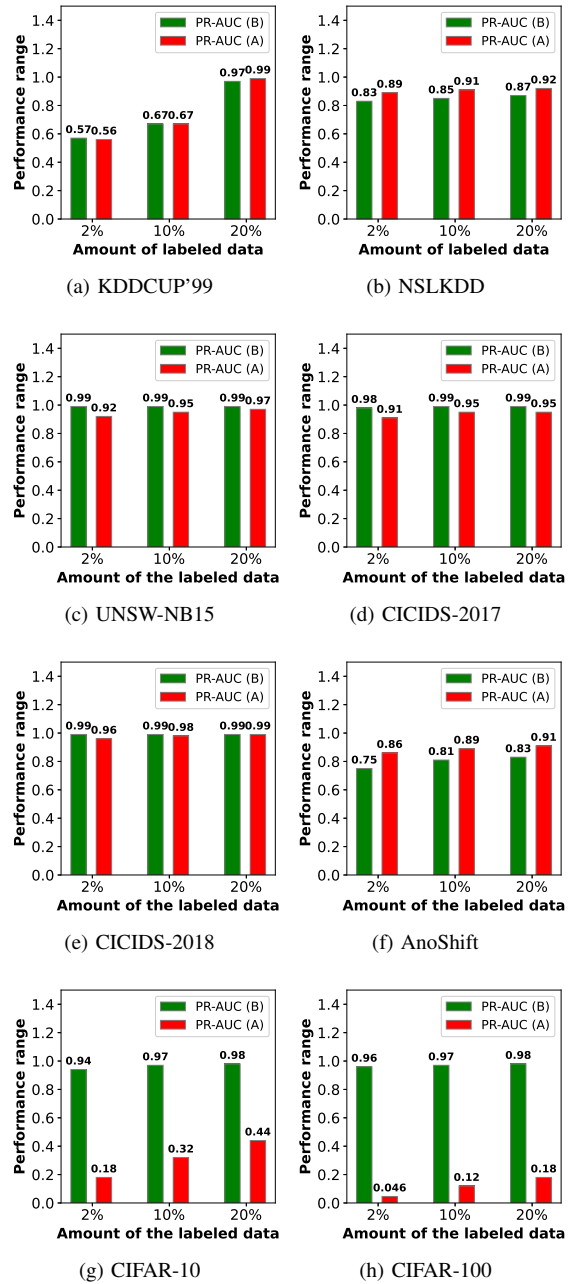 1.4
1.2
1.0
0.8
0.6
0.4
0.2
0.0
Performance range
PR-AUC (B)
PR-AUC (A)
0.57 0.56
0.67 0.67
0.97 0.99
2% 10% 20%
Amount of labeled data
(a) KDDCUP'99
1.4
1.2
1.0
0.8
0.6
0.4
0.2
0.0
Performance range
PR-AUC (B)
PR-AUC (A)
0.83 0.89
0.85 0.91
0.87 0.92
2% 10% 20%
Amount of labeled data
(b) NSLKDD
1.4
1.2
1.0
0.8
0.6
0.4
0.2
0.0
Performance range
PR-AUC (B)
PR-AUC (A)
0.99 0.92
0.99 0.95
0.99 0.97
2% 10% 20%
Amount of the labeled data
(c) UNSW-NB15
1.4
1.2
1.0
0.8
0.6
0.4
0.2
0.0
Performance range
PR-AUC (B)
PR-AUC (A)
0.98 0.91
0.99 0.95
0.99 0.95
2% 10% 20%
Amount of the labeled data
(d) CICIDS-2017
1.4
1.2
1.0
0.8
0.6
0.4
0.2
0.0
Performance range
PR-AUC (B)
PR-AUC (A)
0.99 0.96
0.99 0.98
0.99 0.99
2% 10% 20%
Amount of the labeled data
(e) CICIDS-2018
1.4
1.2
1.0
0.8
0.6
0.4
0.2
0.0
Performance range
PR-AUC (B)
PR-AUC (A)
0.75 0.86
0.81 0.89
0.83 0.91
2% 10% 20%
Amount of the labeled data
(f) AnoShift
1.4
1.2
1.0
0.8
0.6
0.4
0.2
0.0
Performance range
PR-AUC (B)
PR-AUC (A)
0.94 0.18
0.97 0.32
0.98 0.44
2% 10% 20%
Amount of the labeled data
(g) CIFAR-10
1.4
1.2
1.0
0.8
0.6
0.4
0.2
0.0
Performance range
PR-AUC (B)
PR-AUC (A)
0.96 0.046
0.97 0.12
0.98 0.18
2% 10% 20%
Amount of the labeled data
(h) CIFAR-100